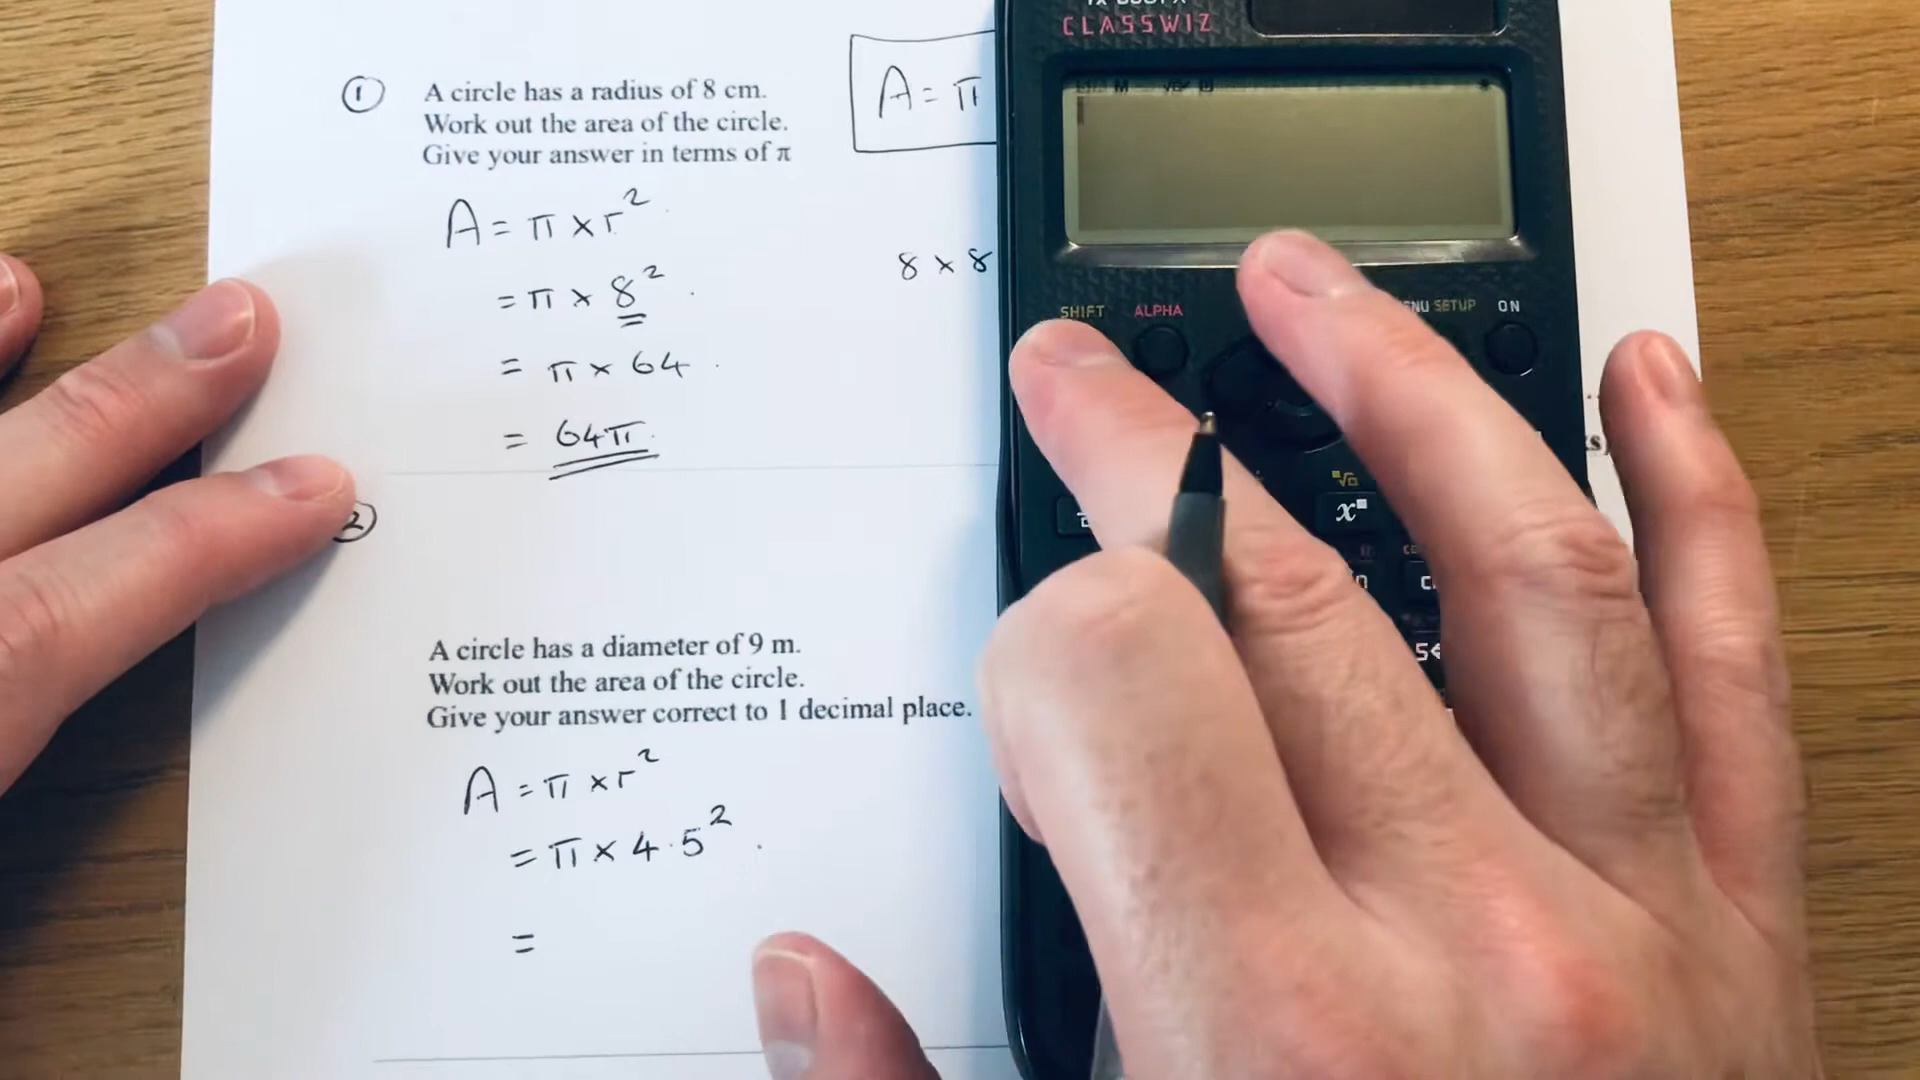 CLASSWIZ
① A circle has a radius of 8 cm.
Work out the area of the circle.
Give your answer in terms of π
A = π
A = π × r²
= π × 8²
8 × 8
= π × 64
= 64π
SHIFT ALPHA SETUP ON
2
A circle has a diameter of 9 m.
Work out the area of the circle.
Give your answer correct to 1 decimal place.
A = π × r²
= π × 4·5²
=